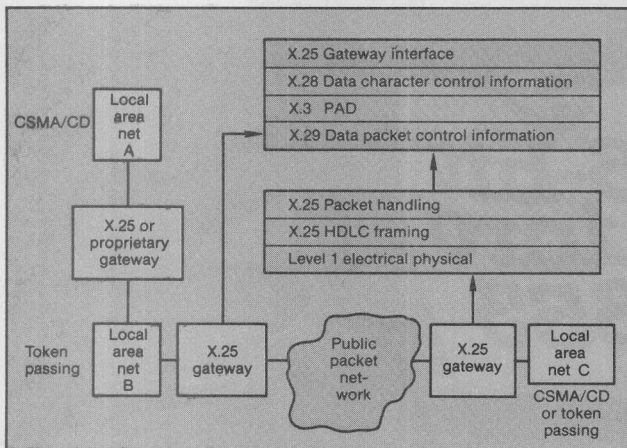 X.25 Gateway interface
X.28 Data character control information
X.3 PAD
X.29 Data packet control information
CSMA/CD
Local
area
net
A
X.25 Packet handling
X.25 HDLC framing
Level 1 electrical physical
X.25 or
proprietary
gateway
Token
passing
Local
area
net
B
X.25
gateway
Public
packet
net-
work
X.25
gateway
Local
area
net C
CSMA/CD
or token
passing